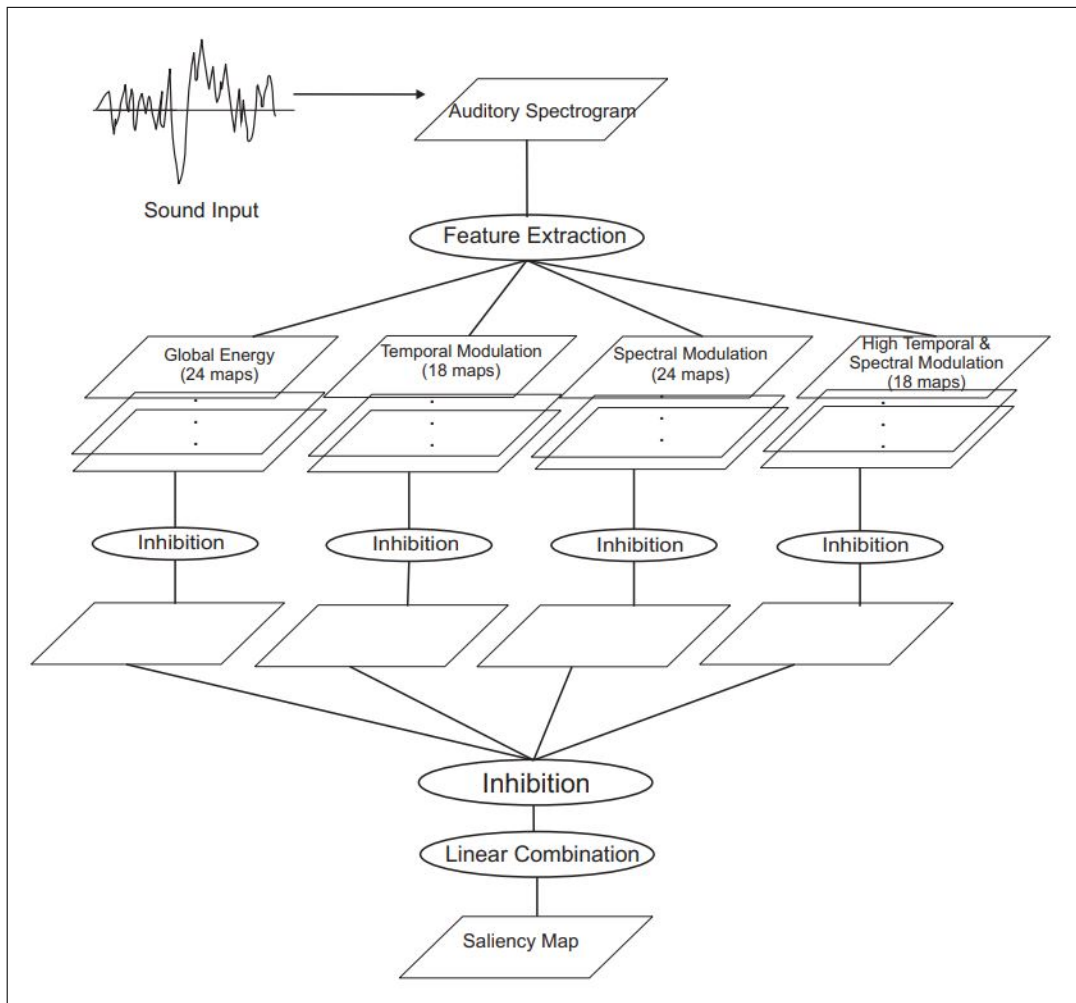 Auditory Spectrogram
Sound Input
Feature Extraction
Global Energy
(24 maps)
Temporal Modulation
(18 maps)
Spectral Modulation
(24 maps)
High Temporal &
Spectral Modulation
(18 maps)
Inhibition
Inhibition
Inhibition
Inhibition
Inhibition
Linear Combination
Saliency Map